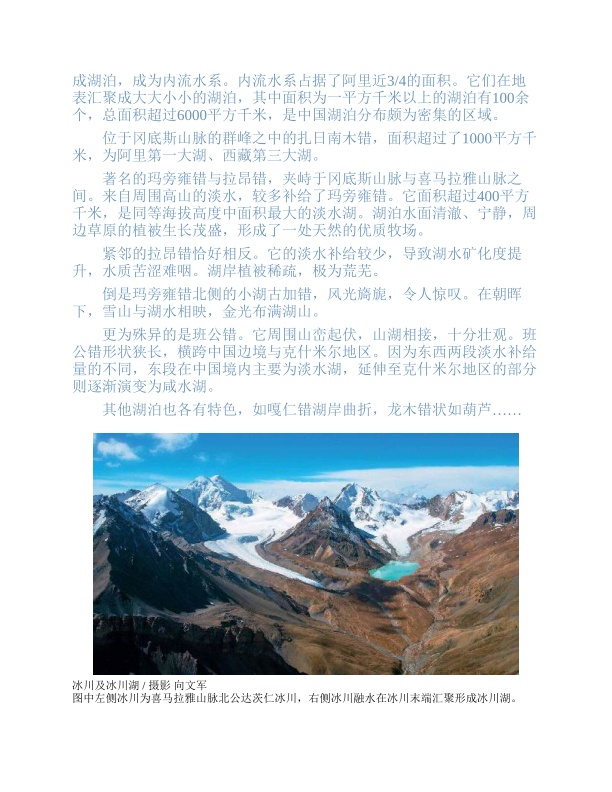 成湖泊，成为内流水系。内流水系占据了阿里近3/4的面积。它们在地
表汇聚成大大小小的湖泊，其中面积为一平方千米以上的湖泊有100余
个，总面积超过6000平方千米，是中国湖泊分布颇为密集的区域。
位于冈底斯山脉的群峰之中的扎日南木错，面积超过了1000平方千
米，为阿里第一大湖、西藏第三大湖。
著名的玛旁雍错与拉昂错，夹峙于冈底斯山脉与喜马拉雅山脉之
间。来自周围高山的淡水，较多补给了玛旁雍错。它面积超过400平方
千米，是同等海拔高度中面积最大的淡水湖。湖泊水面清澈、宁静，周
边草原的植被生长茂盛，形成了一处天然的优质牧场。
紧邻的拉昂错恰好相反。它的淡水补给较少，导致湖水矿化度提
升，水质苦涩难咽。湖岸植被稀疏，极为荒芜。
倒是玛旁雍错北侧的小湖古加错，风光旖旎，令人惊叹。在朝晖
下，雪山与湖水相映，金光布满湖山。
更为殊异的是班公错。它周围山峦起伏，山湖相接，十分壮观。班
公错形状狭长，横跨中国边境与克什米尔地区。因为东西两段淡水补给
量的不同，东段在中国境内主要为淡水湖，延伸至克什米尔地区的部分
则逐渐演变为咸水湖。
其他湖泊也各有特色，如嘎仁错湖岸曲折，龙木错状如葫芦……
冰川及冰川湖 / 摄影 向文军
图中左侧冰川为喜马拉雅山脉北公达茨仁冰川，右侧冰川融水在冰川末端汇聚形成冰川湖。